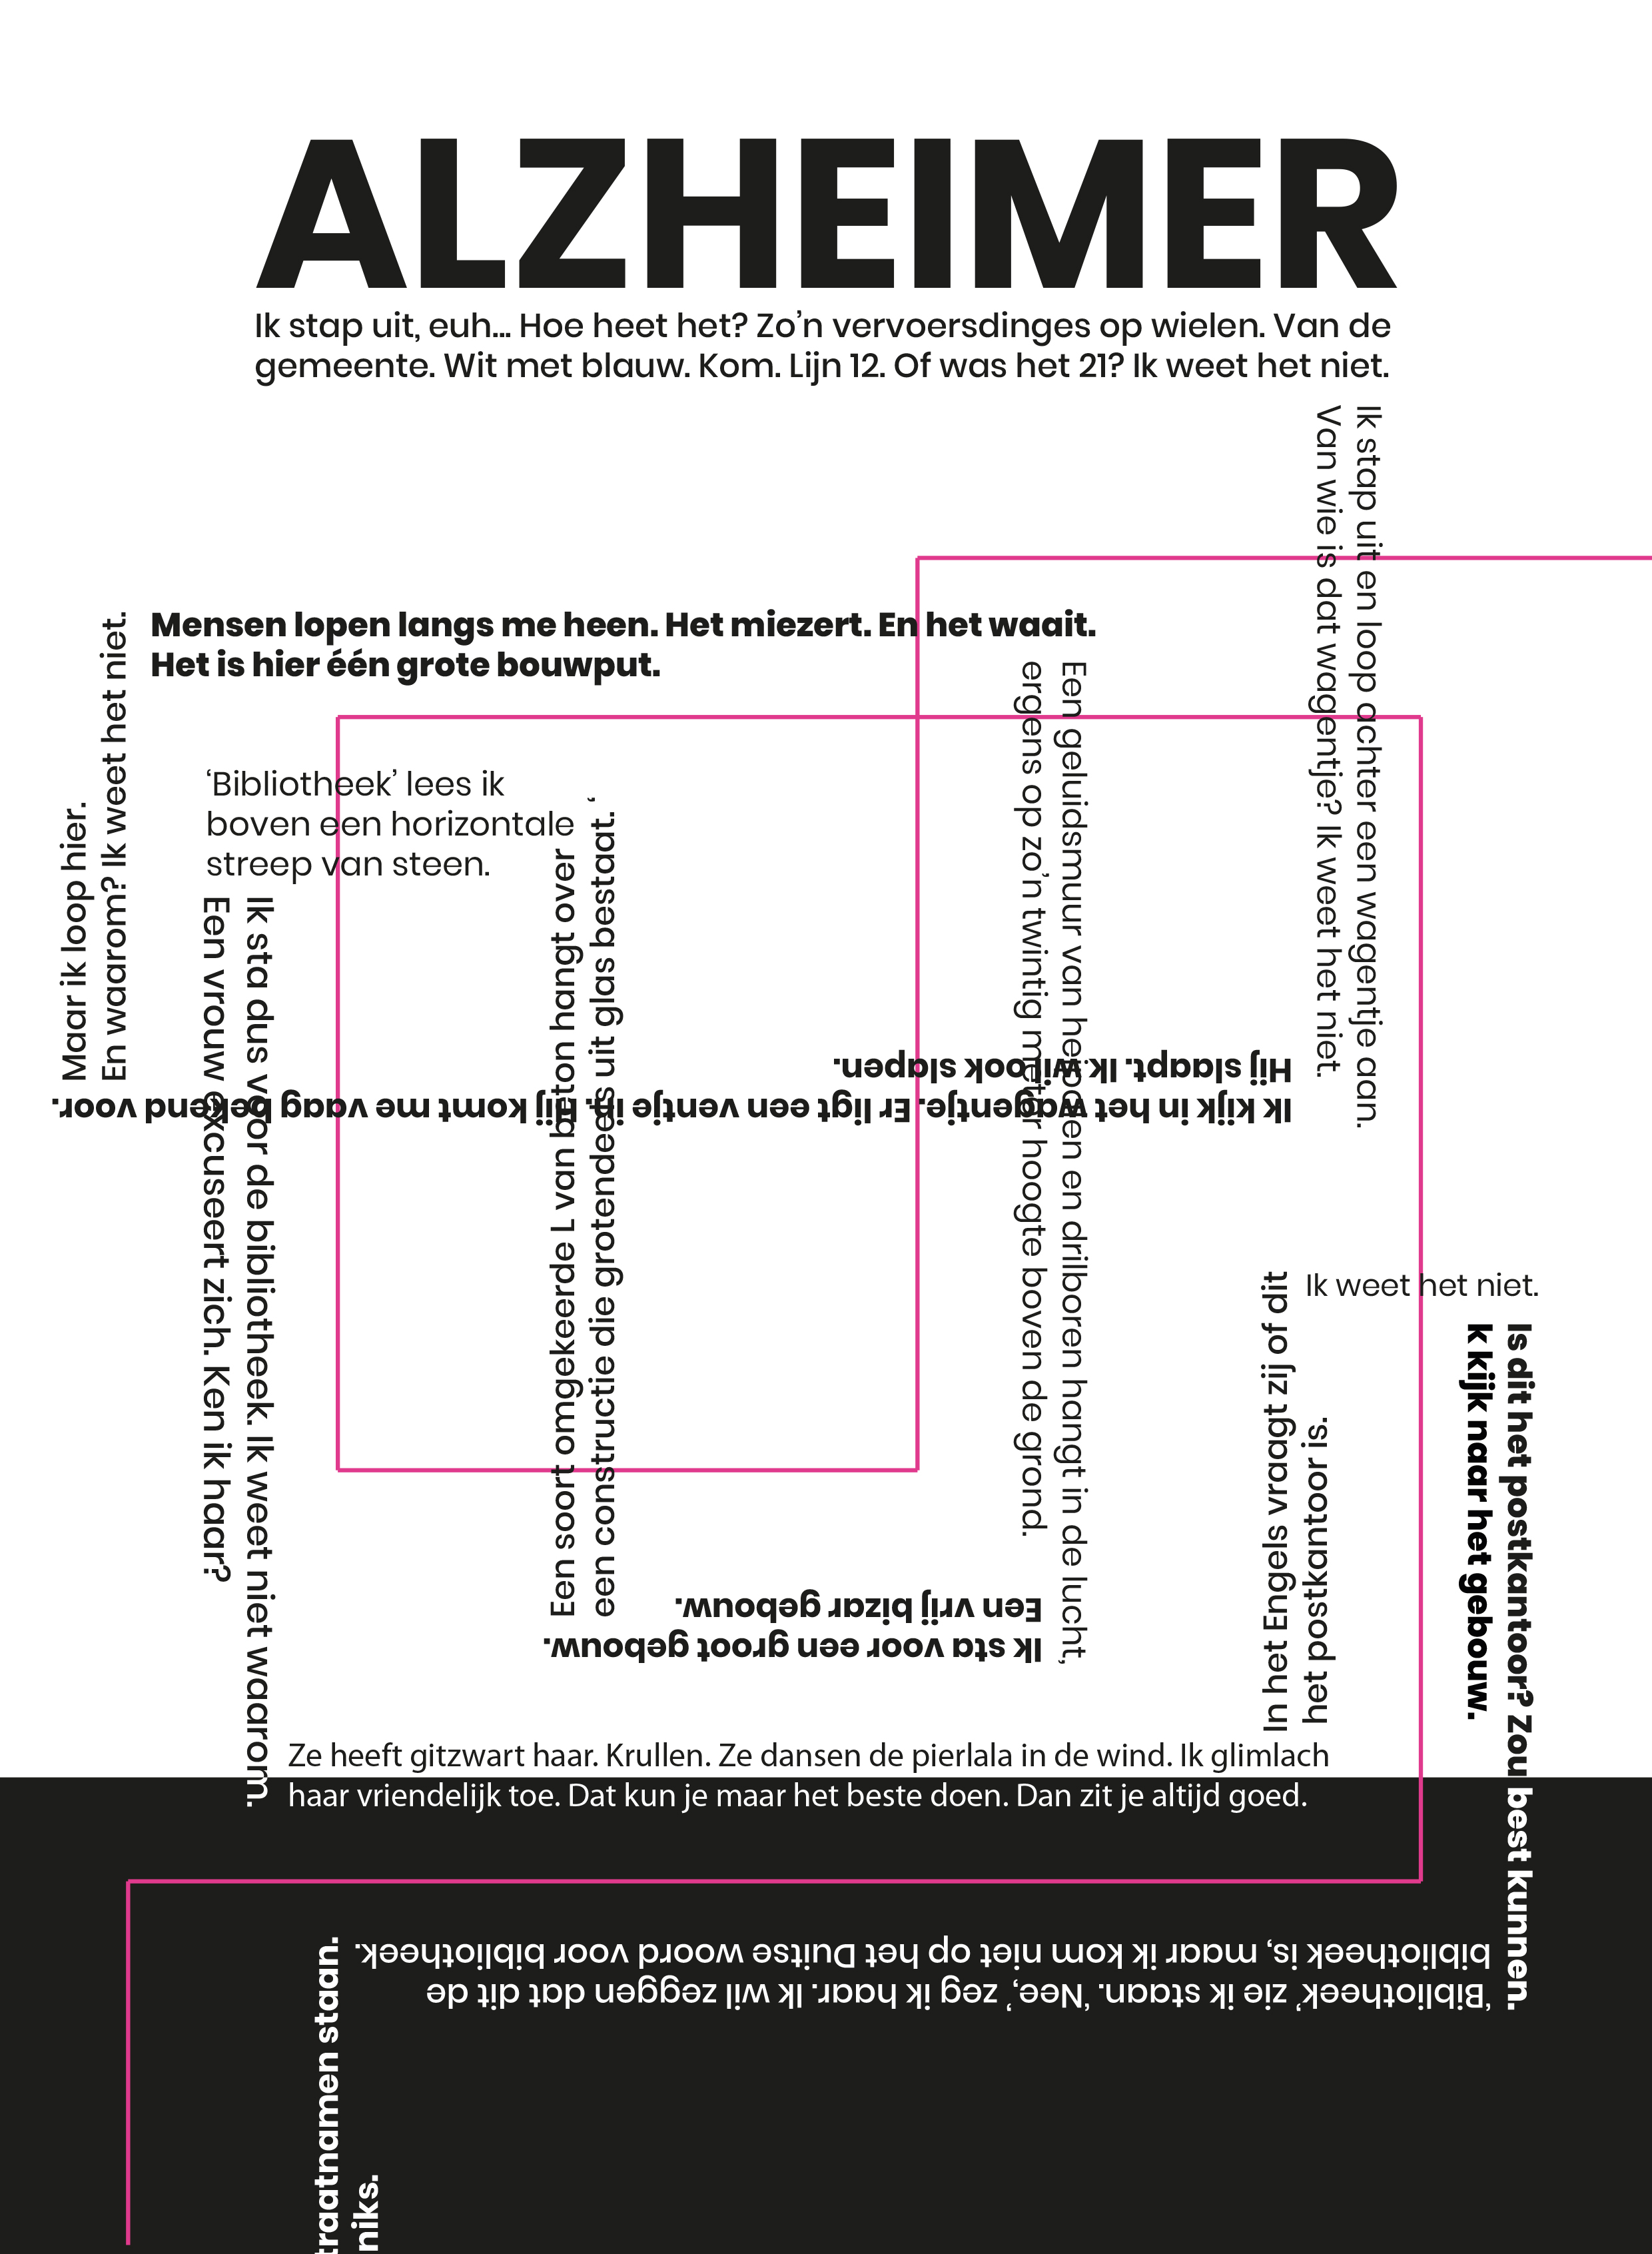 ALZHEIMER
Ik stap uit, euh... Hoe heet het? Zo’n vervoersdinges op wielen. Van de
gemeente. Wit met blauw. Kom. Lijn 12. Of was het 21? Ik weet het niet.
Ik stap uit en loop achter een wagentje aan.
Van wie is dat wagentje? Ik weet het niet.
Ik kijk in het wagentje. Er ligt een ventje in. Hij komt me vaag bekend voor.
Hij slaapt. Ik wil ook slapen.
Maar ik loop hier.
En waarom? Ik weet het niet.
Mensen lopen langs me heen. Het miezert. En het waait.
Het is hier één grote bouwput.
Een geluidsmuur van heipalen en drilboren hangt in de lucht,
ergens op zo’n twintig meter hoogte boven de grond.
Ik sta voor een groot gebouw.
Een vrij bizar gebouw.
Een soort omgekeerde L van beton hangt over
een constructie die grotendeels uit glas bestaat.
‘Bibliotheek’ lees ik
boven een horizontale
streep van steen.
Ik sta dus voor de bibliotheek. Ik weet niet waarom.
Een vrouw excuseert zich. Ken ik haar?
Ze heeft gitzwart haar. Krullen. Ze dansen de pierlala in de wind. Ik glimlach
haar vriendelijk toe. Dat kun je maar het beste doen. Dan zit je altijd goed.
In het Engels vraagt zij of dit
het postkantoor is.
Ik weet het niet.
Is dit het postkantoor? Zou best kunnen.
k kijk naar het gebouw.
‘Bibliotheek’ zie ik staan. ‘Nee,’ zeg ik haar. Ik wil zeggen dat dit de
bibliotheek is, maar ik kom niet op het Duitse woord voor bibliotheek.
traatnamen staan.
niks.